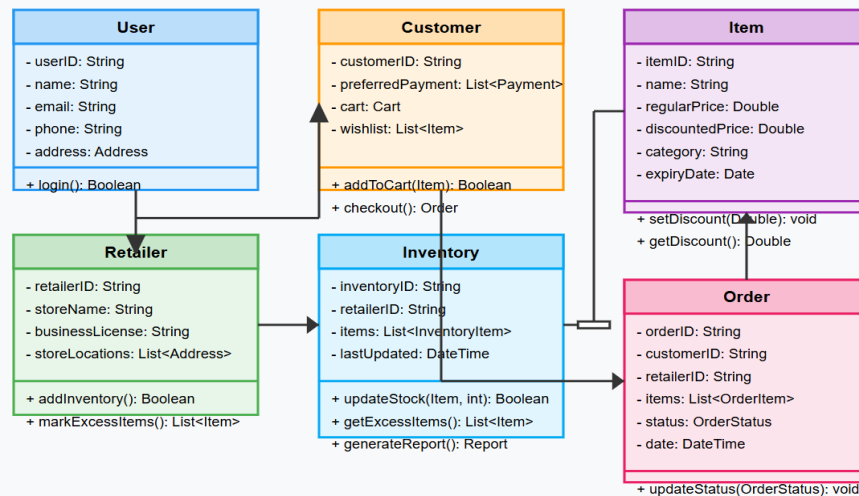 User
- userID: String
- name: String
- email: String
- phone: String
- address: Address
+ login(): Boolean
Customer
- customerID: String
- preferredPayment: List<Payment>
- cart: Cart
- wishlist: List<Item>
+ addToCart(Item): Boolean
+ checkout(): Order
Item
- itemID: String
- name: String
- regularPrice: Double
- discountedPrice: Double
- category: String
- expiryDate: Date
+ setDiscount(Double): void
+ getDiscount(): Double
Retailer
- retailerID: String
- storeName: String
- businessLicense: String
- storeLocations: List<Address>
+ addInventory(): Boolean
+ markExcessItems(): List<Item>
Inventory
- inventoryID: String
- retailerID: String
- items: List<InventoryItem>
- lastUpdated: DateTime
+ updateStock(Item, int): Boolean
+ getExcessItems(): List<Item>
+ generateReport(): Report
Order
- orderID: String
- customerID: String
- retailerID: String
- items: List<OrderItem>
- status: OrderStatus
- date: DateTime
+ updateStatus(OrderStatus): void